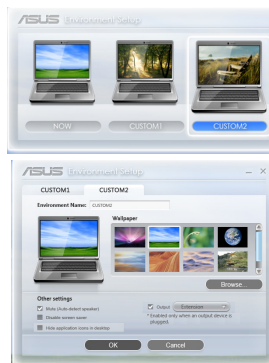 ASUS Environment Setup
NOW
CUSTOM1
CUSTOM2
ASUS Environment Setup
CUSTOM1
CUSTOM2
Environment Name: CUSTOM2
Wallpaper
Browse...
Other settings
Mute (Auto-detect speaker)
Disable screen saver
Hide application icons in desktop
Output Extension
* Enabled only when an output device is
plugged.
OK
Cancel